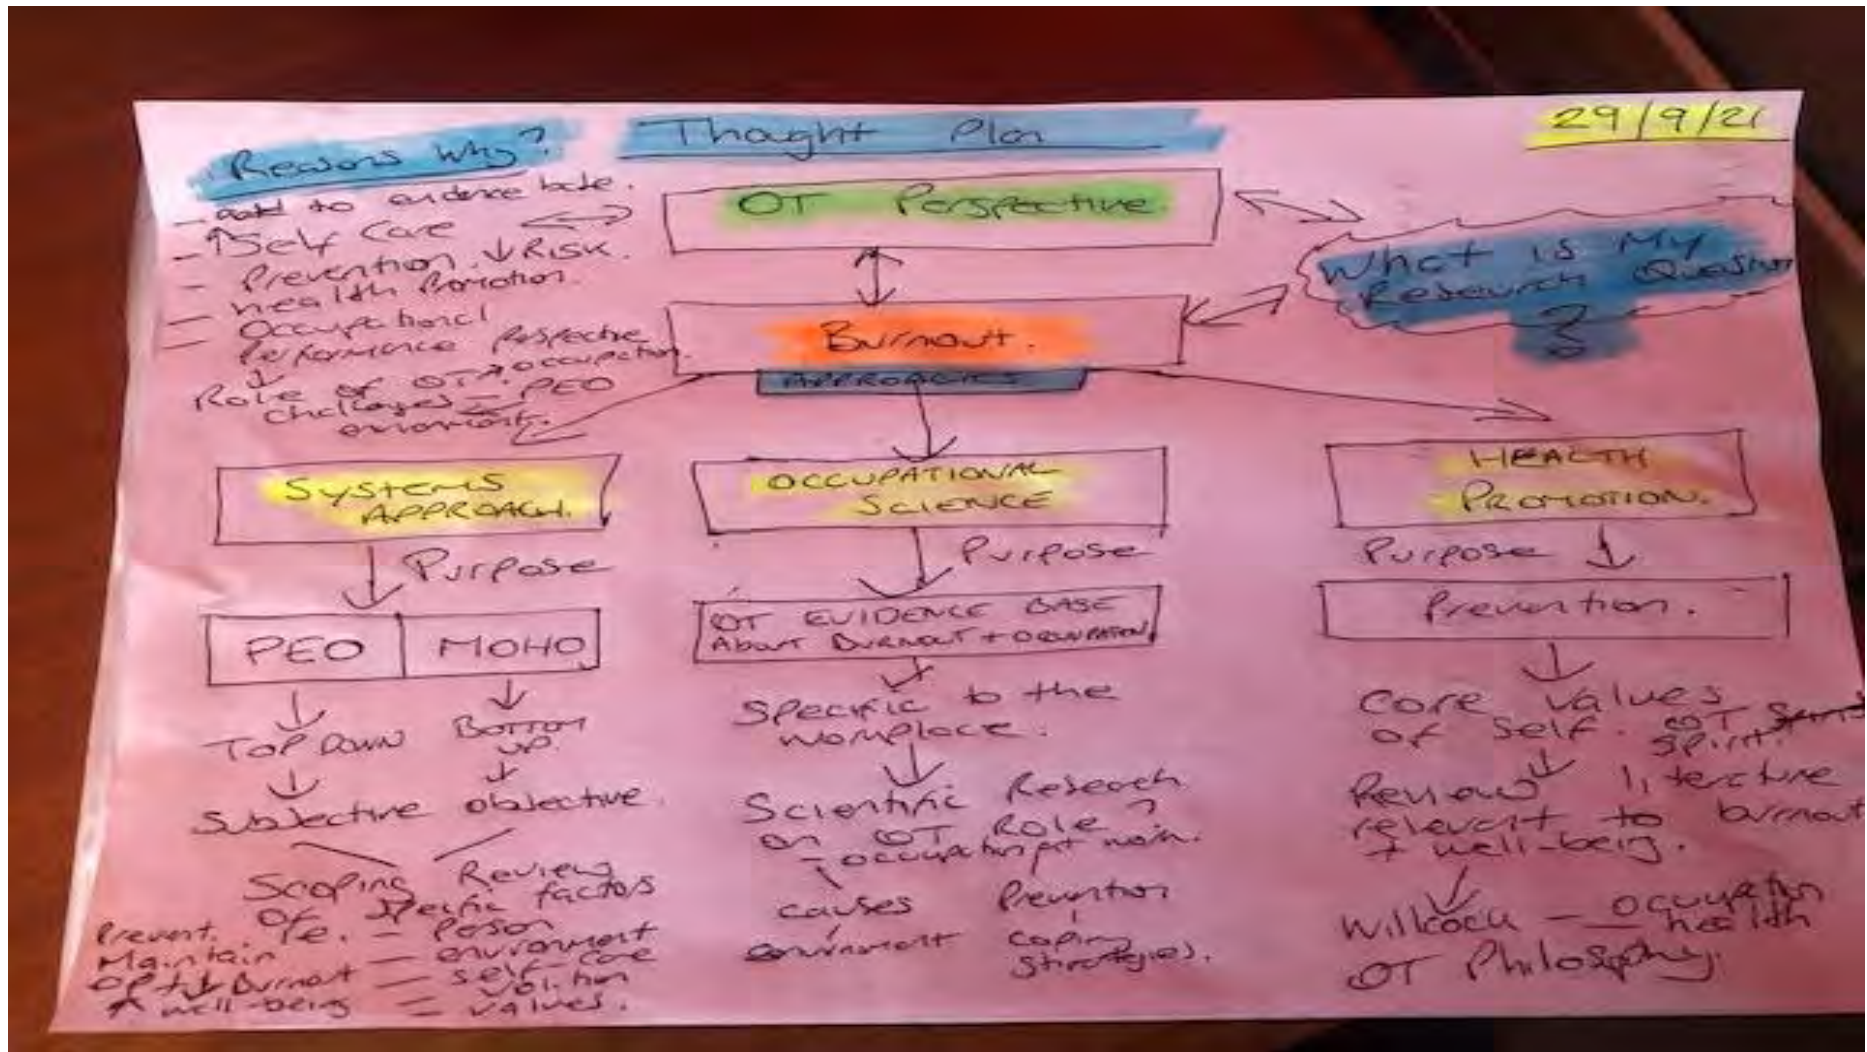 Thought Plan
29/9/21
Reasons Why?
- add to evidence base.
- ↑ Self Care
- Prevention. ↓ RISK.
- Health Promotion.
- Occupational
Performance Perspective
Role of OT → occupation.
challenges - PEO
environment.
OT Perspective.
What is My
Research Question
?
Burnout.
APPROACHES
SYSTEMS
APPROACH.
Purpose
PEO
MOHO
TOP DOWN
BOTTOM
UP.
Subjective
objective.
Scoping Review
of specific factors
ie. - Person
- environment
- self-care
- volition
- values.
Prevent.
Maintain
↓ Burnout
↑ well-being
OCCUPATIONAL
SCIENCE
Purpose
OT EVIDENCE BASE
ABOUT BURNOUT + OCCUPATION
Specific to the
workplace.
Scientific Research
on OT Role?
- occupation
causes
environment
Prevention
coping
strategies.
HEALTH
PROMOTION.
Purpose
Prevention.
Core values
of self. OT
Spirit.
Review literature
relevant to burnout
+ well-being.
Willcock - occupation
- health
OT Philosophy.